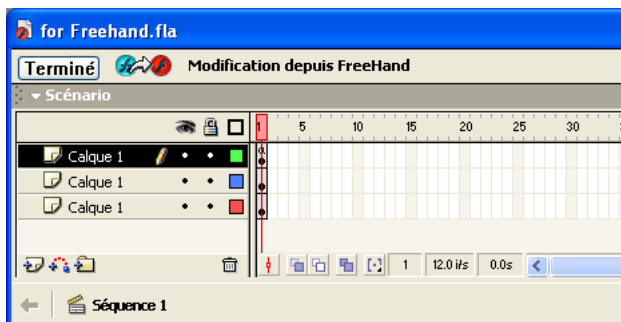 for Freehand.fla
Terminé Modification depuis FreeHand
Scénario
1 5 10 15 20 25 30
Calque 1
Calque 1
Calque 1
1 12.0 i/s 0.0s
Séquence 1